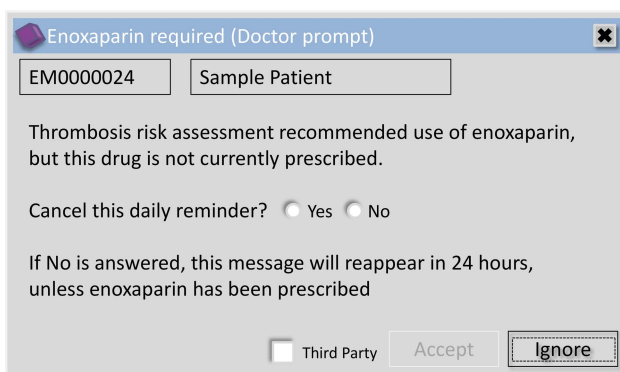 Enoxaparin required (Doctor prompt)
EM0000024 Sample Patient
Thrombosis risk assessment recommended use of enoxaparin,
but this drug is not currently prescribed.
Cancel this daily reminder? Yes No
If No is answered, this message will reappear in 24 hours,
unless enoxaparin has been prescribed
Third Party Accept Ignore